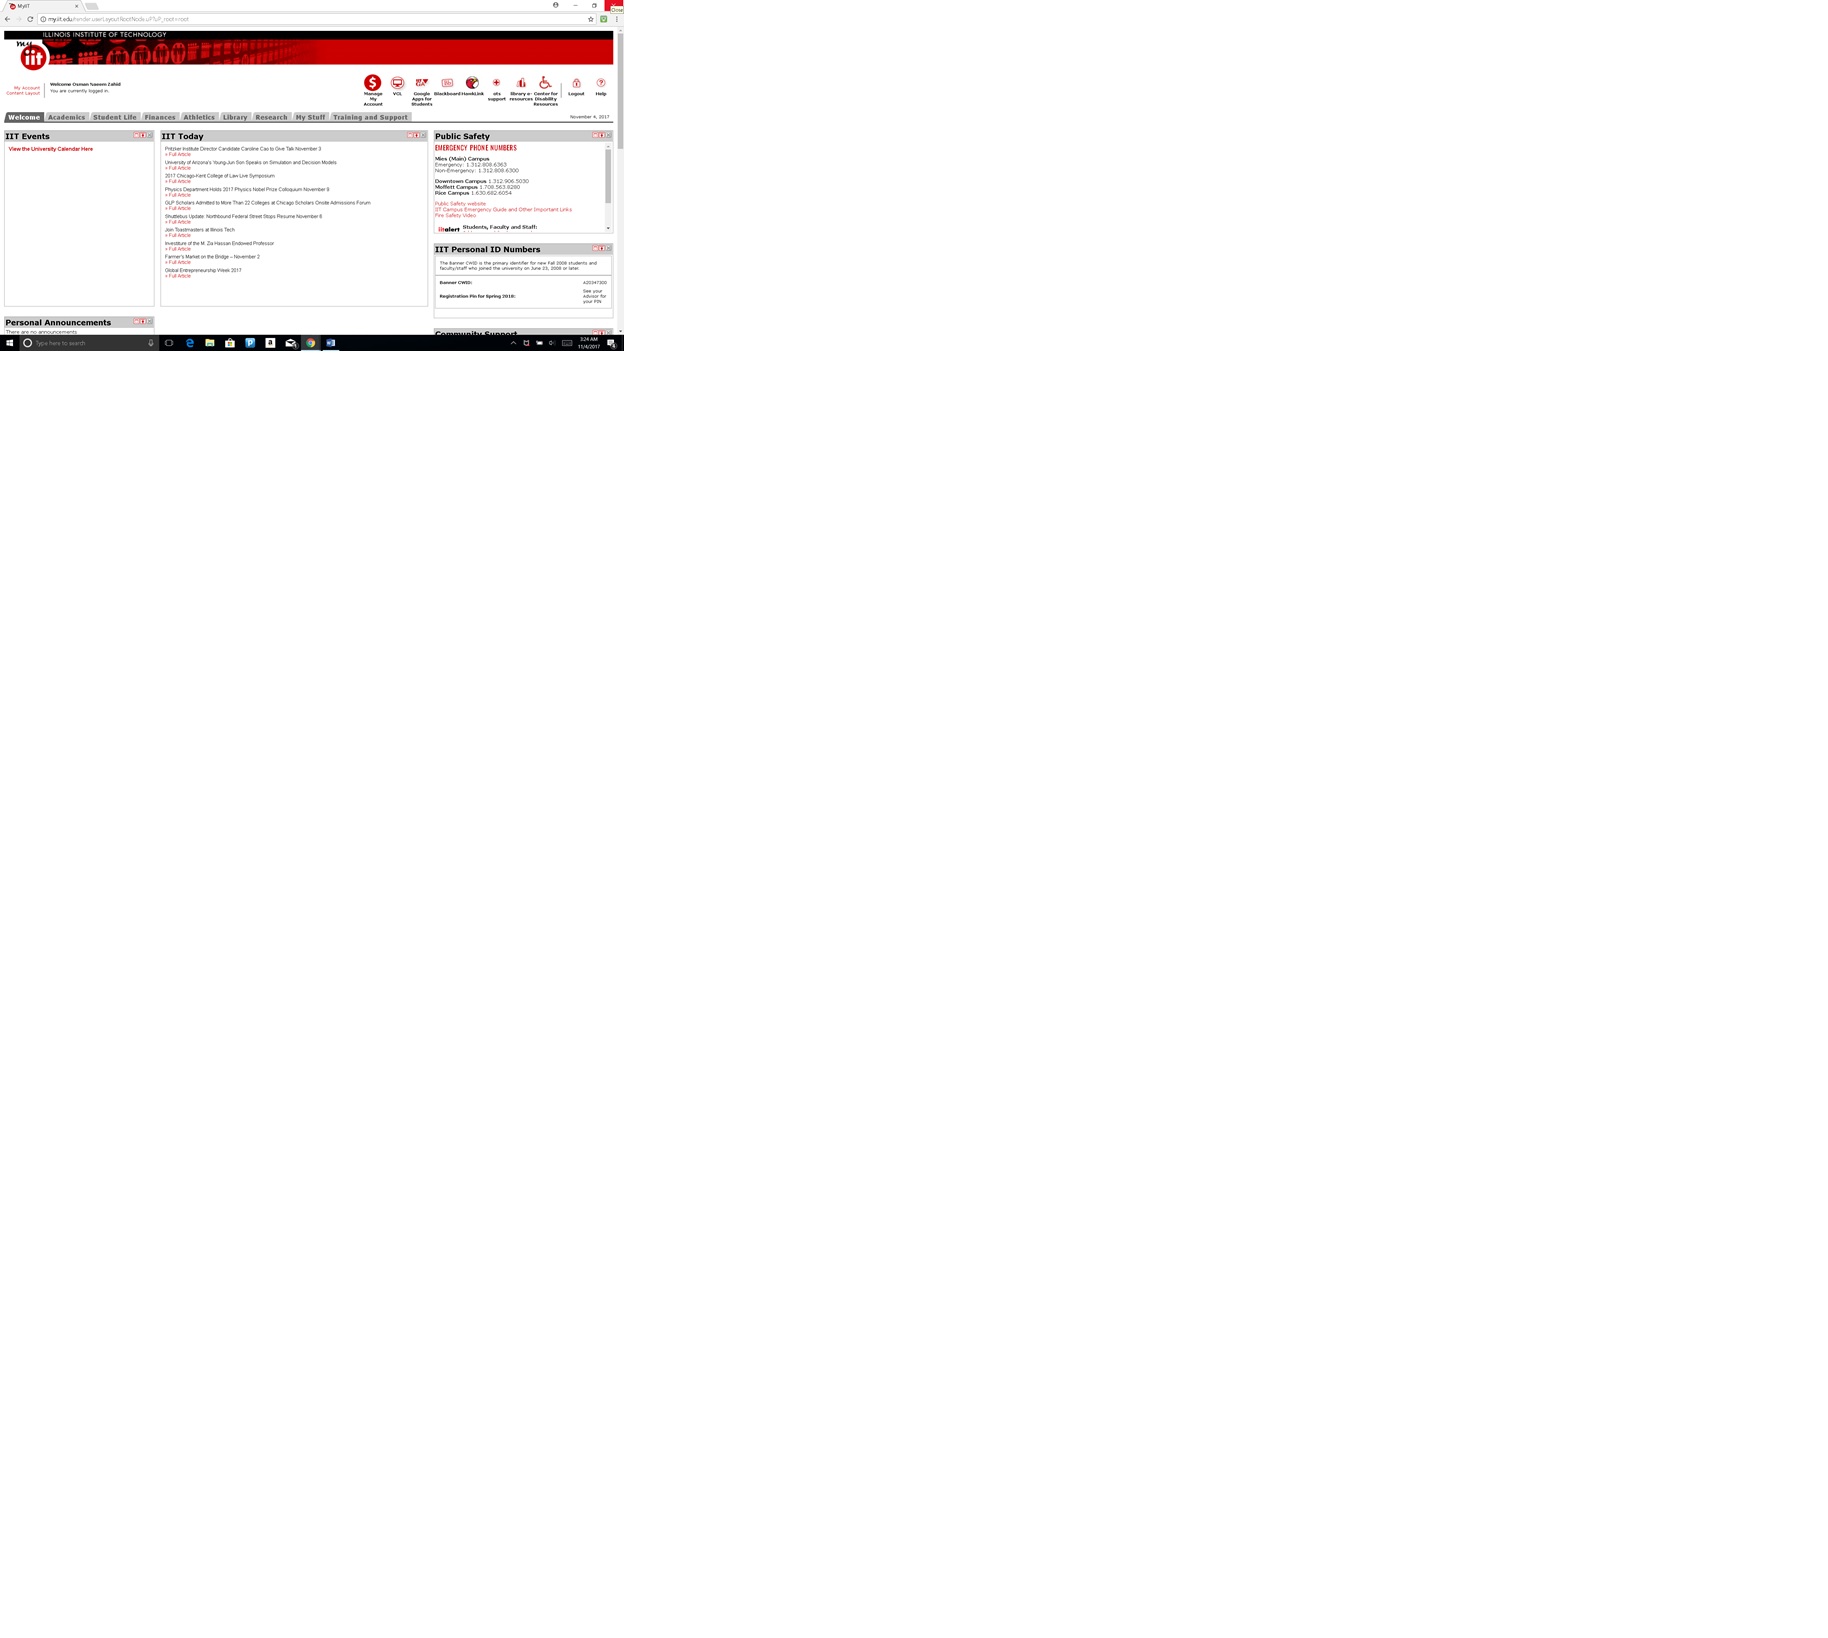 MyIIT
Close
my.iit.edu/render.userLayoutRootNode.uP?uP_root=root
ILLINOIS INSTITUTE OF TECHNOLOGY
my
iit
My Account
Content Layout
Welcome Osman Naeem Zahid
You are currently logged in.
Manage My Account
VCL
Google Apps for Students
Blackboard
HawkLink
ots support
library e-resources
Center for Disability Resources
Logout
Help
Welcome Academics Student Life Finances Athletics Library Research My Stuff Training and Support
November 4, 2017
IIT Events
View the University Calendar Here
Personal Announcements
There are no announcements
IIT Today
Pritzker Institute Director Candidate Caroline Cao to Give Talk November 3
» Full Article
University of Arizona's Young-Jun Son Speaks on Simulation and Decision Models
» Full Article
2017 Chicago-Kent College of Law Live Symposium
» Full Article
Physics Department Holds 2017 Physics Nobel Prize Colloquium November 9
» Full Article
GLP Scholars Admitted to More Than 22 Colleges at Chicago Scholars Onsite Admissions Forum
» Full Article
Shuttlebus Update: Northbound Federal Street Stops Resume November 6
» Full Article
Join Toastmasters at Illinois Tech
» Full Article
Investiture of the M. Zia Hassan Endowed Professor
» Full Article
Farmer's Market on the Bridge – November 2
» Full Article
Global Entrepreneurship Week 2017
» Full Article
Public Safety
EMERGENCY PHONE NUMBERS
Mies (Main) Campus
Emergency: 1.312.808.6363
Non-Emergency: 1.312.808.6300
Downtown Campus 1.312.906.5030
Moffett Campus 1.708.563.8280
Rice Campus 1.630.682.6054
Public Safety website
IIT Campus Emergency Guide and Other Important Links
Fire Safety Video
iitalert Students, Faculty and Staff:
IIT Personal ID Numbers
The Banner CWID is the primary identifier for new Fall 2008 students and
faculty/staff who joined the university on June 23, 2008 or later.
Banner CWID: A20347300
Registration Pin for Spring 2018: See your Advisor for your PIN
Community Support
Type here to search
3:24 AM
11/4/2017